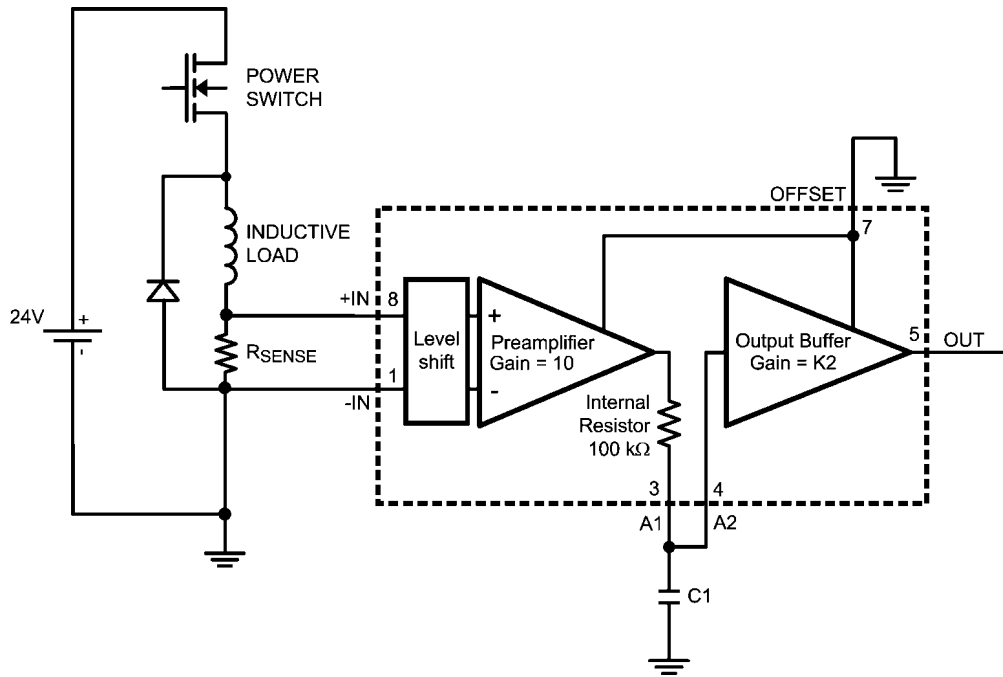 POWER
SWITCH
OFFSET
7
INDUCTIVE
LOAD
+IN
8
24V
+
-
RSENSE
Level
shift
+
-
Preamplifier
Gain = 10
Output Buffer
Gain = K2
5
OUT
1
-IN
Internal
Resistor
100 kΩ
3
4
A1
A2
C1